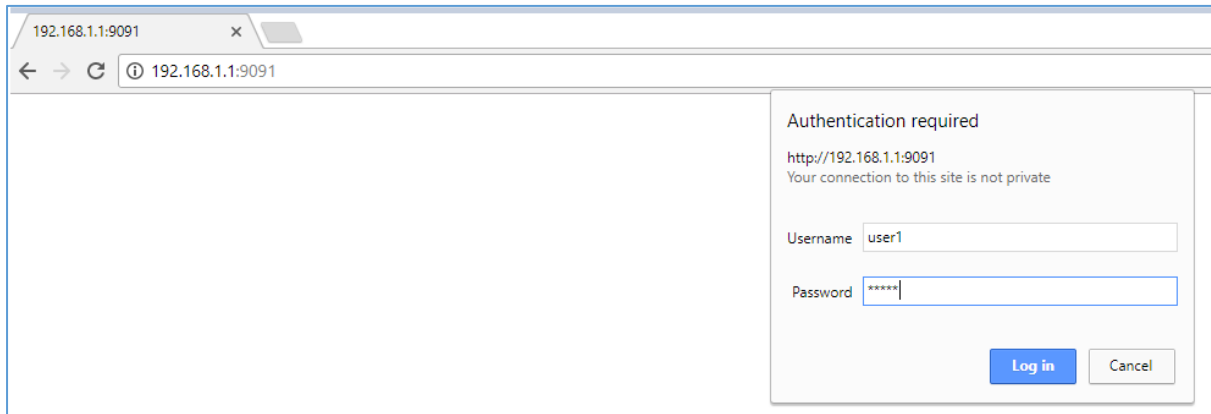 192.168.1.1:9091
192.168.1.1:9091
Authentication required
http://192.168.1.1:9091
Your connection to this site is not private
Username user1
Password *****
Log in Cancel